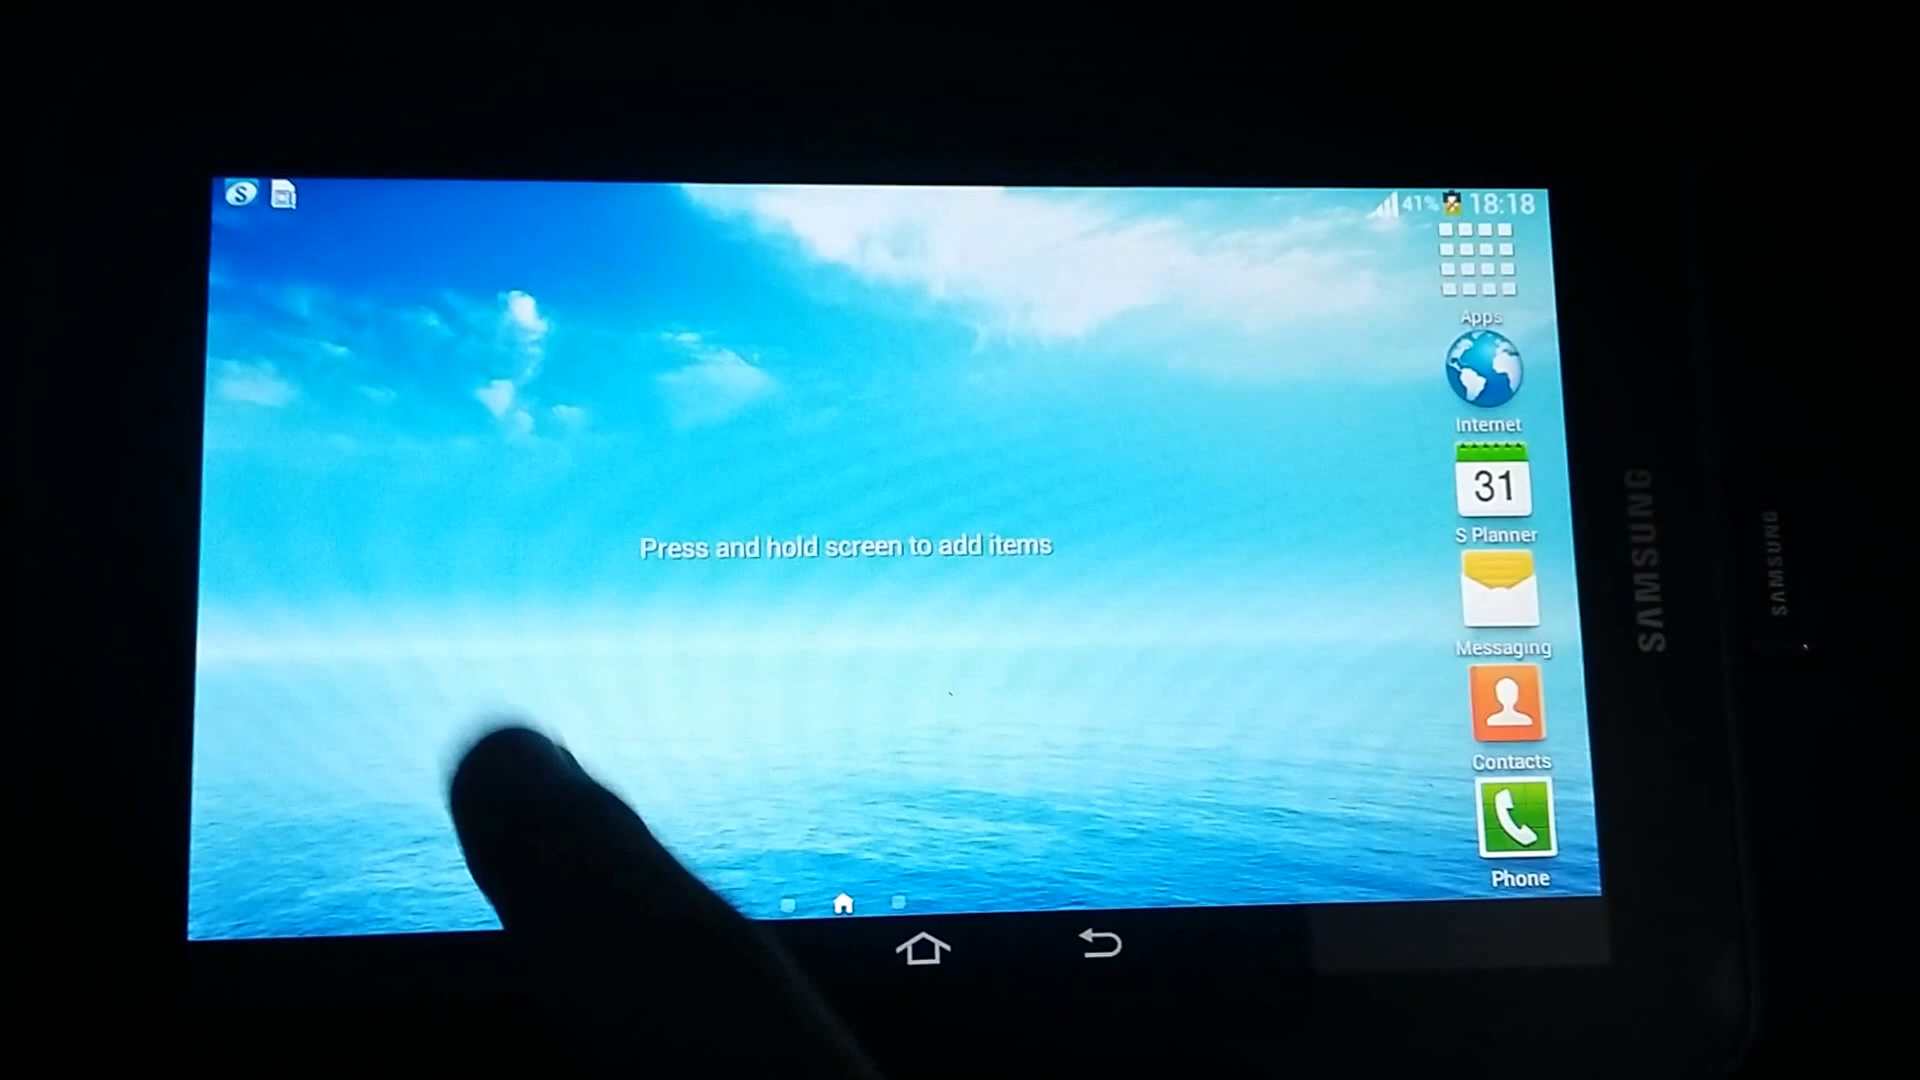 S
41% 18:18
Apps
Internet
31
S Planner
Messaging
Contacts
Phone
Press and hold screen to add items
SAMSUNG
SAMSUNG